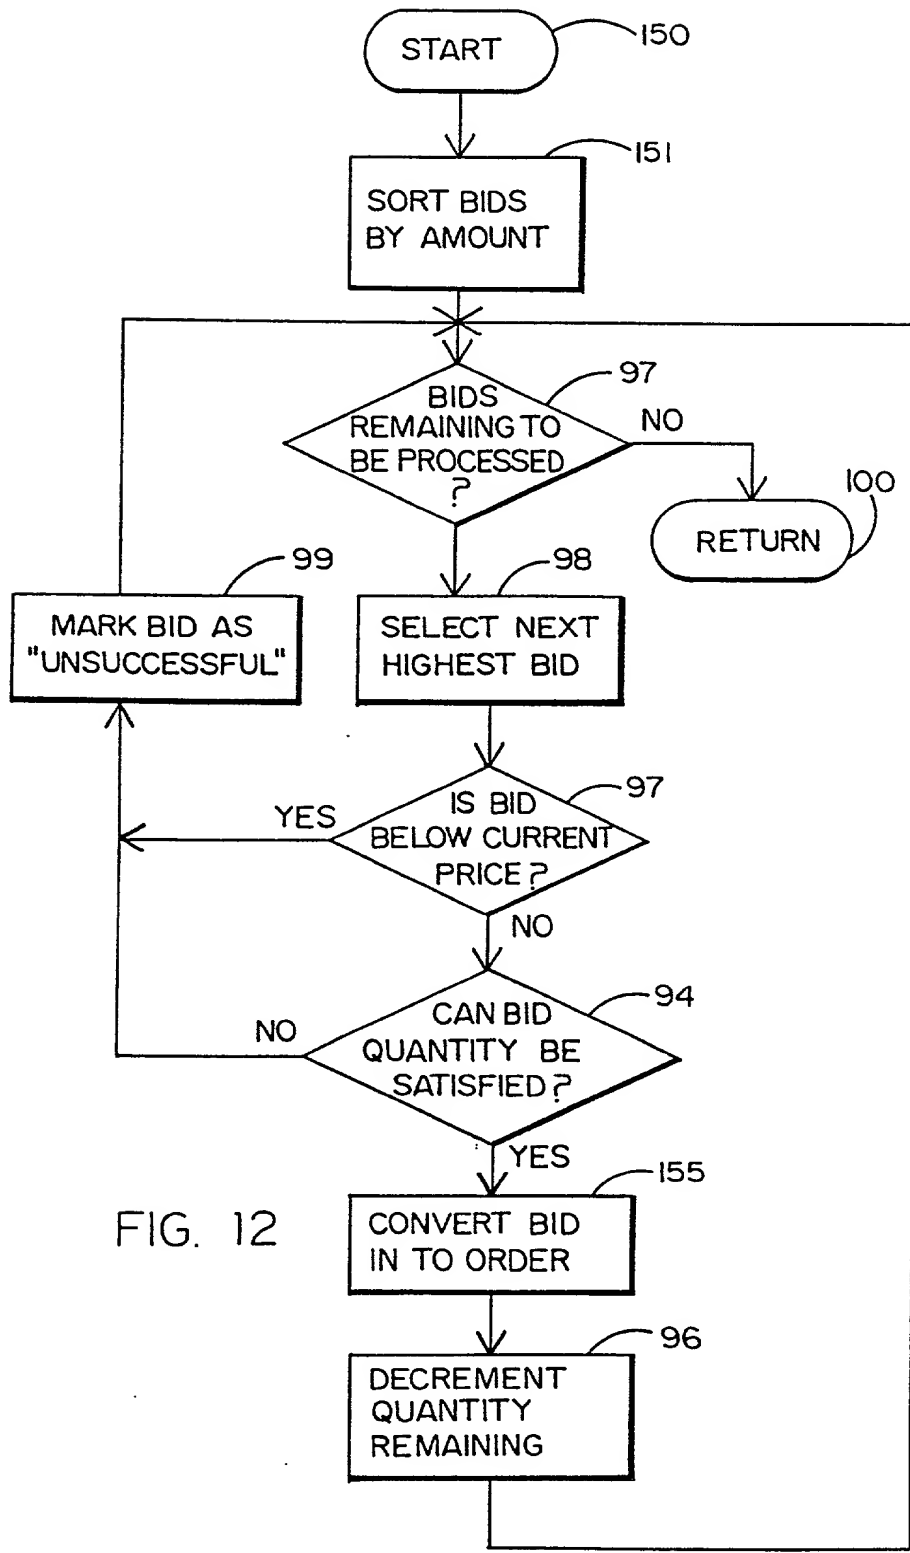 START
150
151
SORT BIDS
BY AMOUNT
97
BIDS
REMAINING TO
BE PROCESSED
?
NO
100
RETURN
99
98
MARK BID AS
"UNSUCCESSFUL"
SELECT NEXT
HIGHEST BID
97
YES
IS BID
BELOW CURRENT
PRICE?
NO
94
NO
CAN BID
QUANTITY BE
SATISFIED?
YES
155
FIG. 12
CONVERT BID
IN TO ORDER
96
DECREMENT
QUANTITY
REMAINING